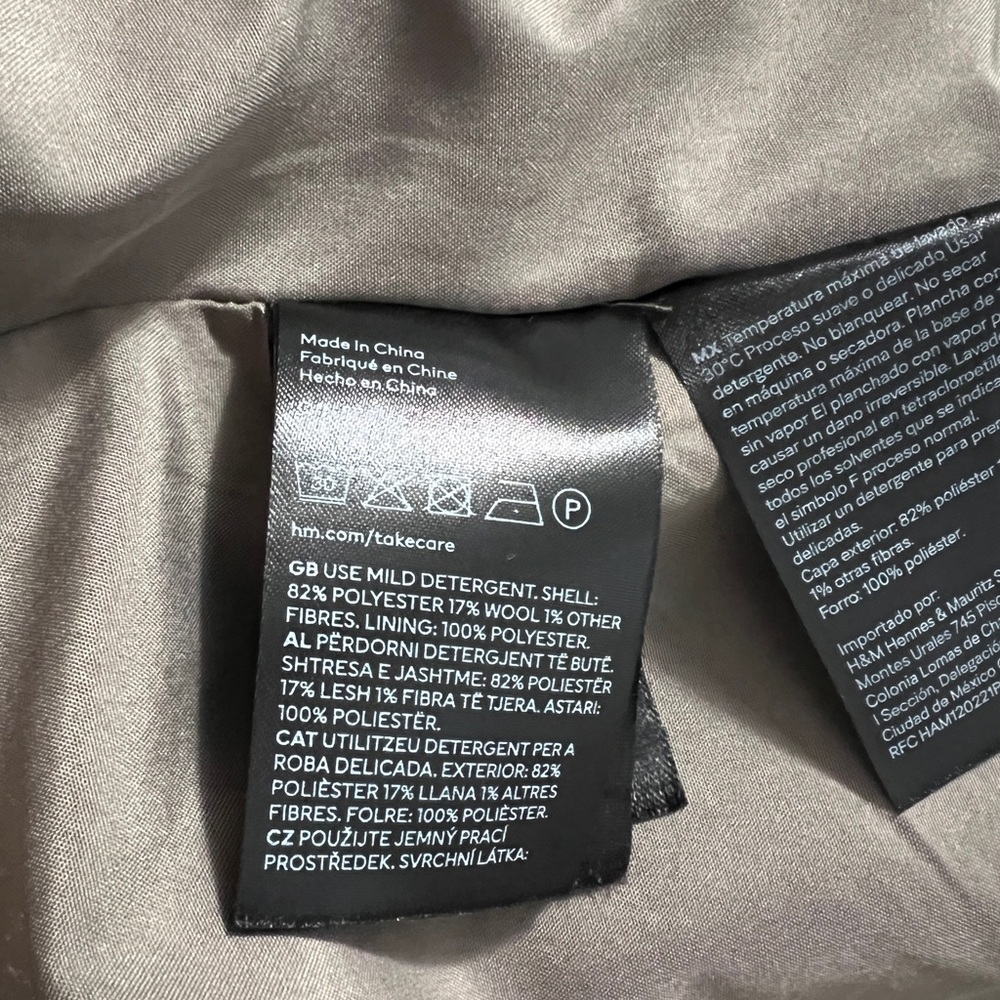 Made in China
Fabriqué en Chine
Hecho en China
30
P
hm.com/takecare
GB USE MILD DETERGENT. SHELL:
82% POLYESTER 17% WOOL 1% OTHER
FIBRES. LINING: 100% POLYESTER.
AL PËRDORNI DETERGJENT TË BUTË.
SHTRESA E JASHTME: 82% POLIESTËR
17% LESH 1% FIBRA TË TJERA. ASTARI:
100% POLIESTËR.
CAT UTILITZEU DETERGENT PER A
ROBA DELICADA. EXTERIOR: 82%
POLIÈSTER 17% LLANA 1% ALTRES
FIBRES. FOLRE: 100% POLIÈSTER.
CZ POUŽIJTE JEMNÝ PRACÍ
PROSTŘEDEK. SVRCHNÍ LÁTKA:
MX Temperatura máxima de lavado
30°C Proceso suave o delicado Usar
detergente. No blanquear. No secar
en máquina o secadora. Plancha con
temperatura máxima de la base de
sin vapor El planchado con vapor
causar un dano irreversible. Lavado
seco profesional en tetracloroetil
todos los solventes que se indica
el simbolo F proceso normal.
Utilizar un detergente para
delicadas.
Capa exterior: 82% poliéster
1% otras fibras.
Forro: 100% poliéster.
Importado por:
H&M Hennes & Mauritz
Montes Urales 745 Pis
Colonia Lomas de Ch
I Sección, Delegació
Ciudad de México
RFC HAM120221